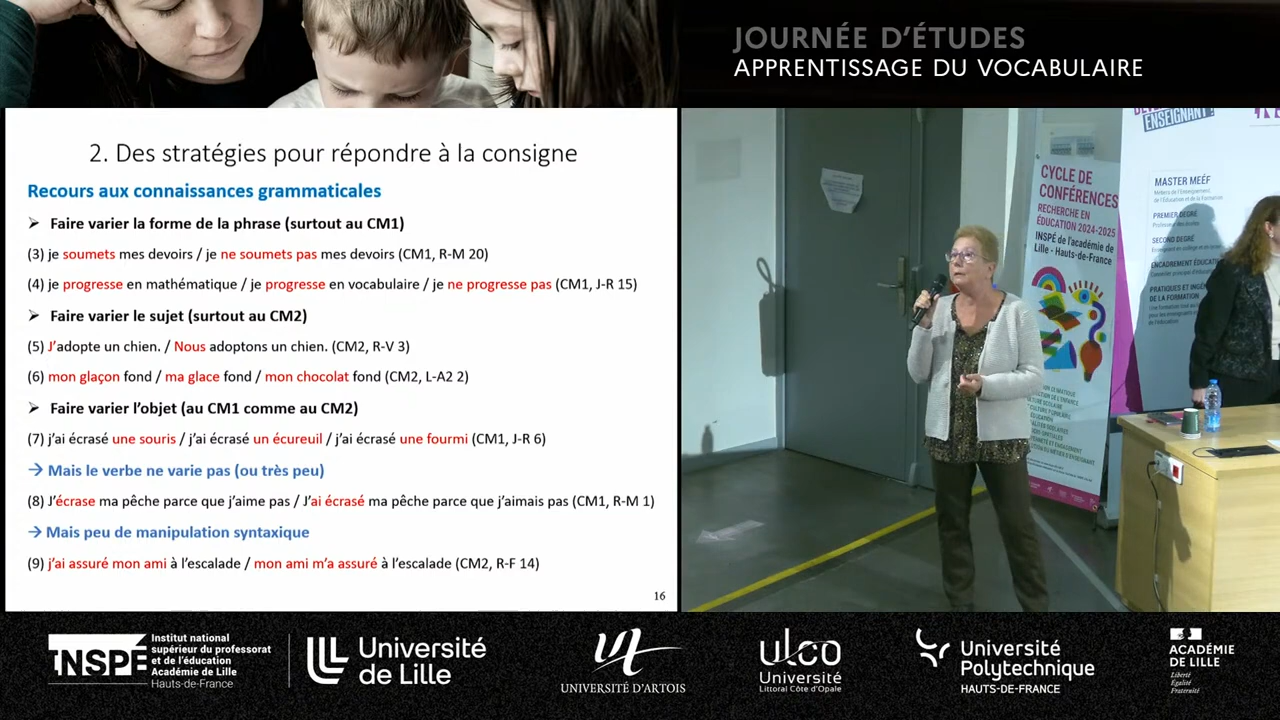 JOURNÉE D'ÉTUDES
APPRENTISSAGE DU VOCABULAIRE
2. Des stratégies pour répondre à la consigne
Recours aux connaissances grammaticales
➢ Faire varier la forme de la phrase (surtout au CM1)
(3) je soumets mes devoirs / je ne soumets pas mes devoirs (CM1, R-M 20)
(4) je progresse en mathématique / je progresse en vocabulaire / je ne progresse pas (CM1, J-R 15)
➢ Faire varier le sujet (surtout au CM2)
(5) J'adopte un chien. / Nous adoptons un chien. (CM2, R-V 3)
(6) mon glaçon fond / ma glace fond / mon chocolat fond (CM2, L-A2 2)
➢ Faire varier l'objet (au CM1 comme au CM2)
(7) j'ai écrasé une souris / j'ai écrasé un écureuil / j'ai écrasé une fourmi (CM1, J-R 6)
→ Mais le verbe ne varie pas (ou très peu)
(8) J'écrase ma pêche parce que j'aime pas / J'ai écrasé ma pêche parce que j'aimais pas (CM1, R-M 1)
→ Mais peu de manipulation syntaxique
(9) j'ai assuré mon ami à l'escalade / mon ami m'a assuré à l'escalade (CM2, R-F 14)
16
CYCLE DE
CONFÉRENCES
RECHERCHE EN
ÉDUCATION 2024-2025
INSPÉ de l'académie de
Lille - Hauts-de-France
ENSEIGNANT !
MASTER MEÉF
PREMIER DEGRÉ
SECOND DEGRÉ
ENCADREMENT ÉDUCATI
PRATIQUES ET INGÉN
DE LA FORMATION
INSPÉ
Institut national
supérieur du professorat
et de l'éducation
Académie de Lille
Hauts-de-France
Université
de Lille
UNIVERSITÉ D'ARTOIS
ulco
Université
Littoral Côte d'Opale
Université
Polytechnique
HAUTS-DE-FRANCE
ACADÉMIE
DE LILLE
Liberté
Égalité
Fraternité